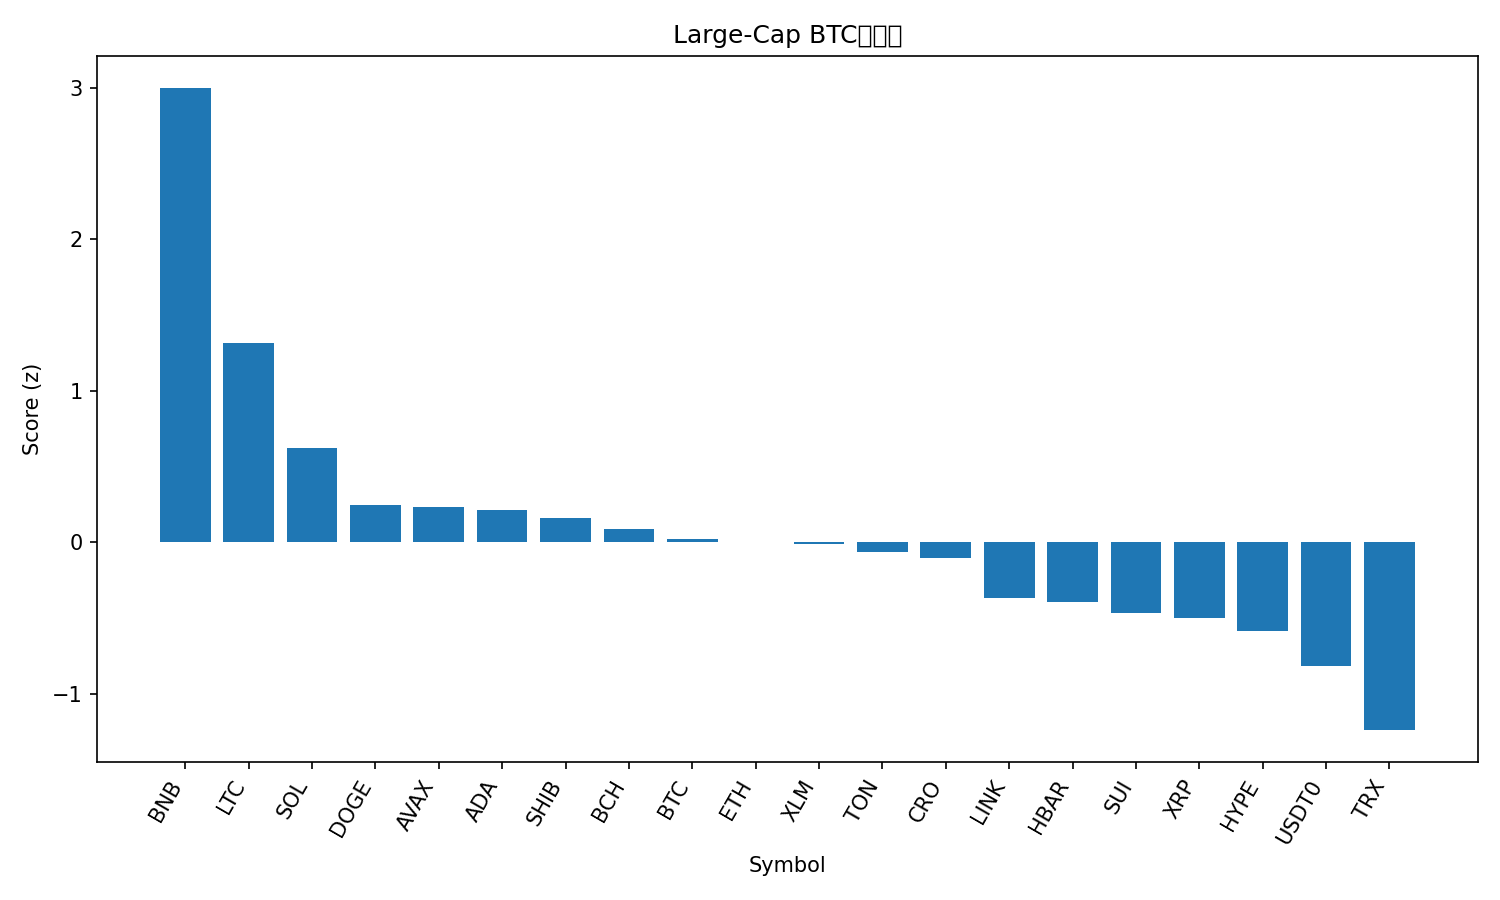 Large-Cap BTC
3
2
1
0
−1
Score (z)
BNB
LTC
SOL
DOGE
AVAX
ADA
SHIB
BCH
BTC
ETH
XLM
TON
CRO
LINK
HBAR
SUI
XRP
HYPE
USDT0
TRX
Symbol